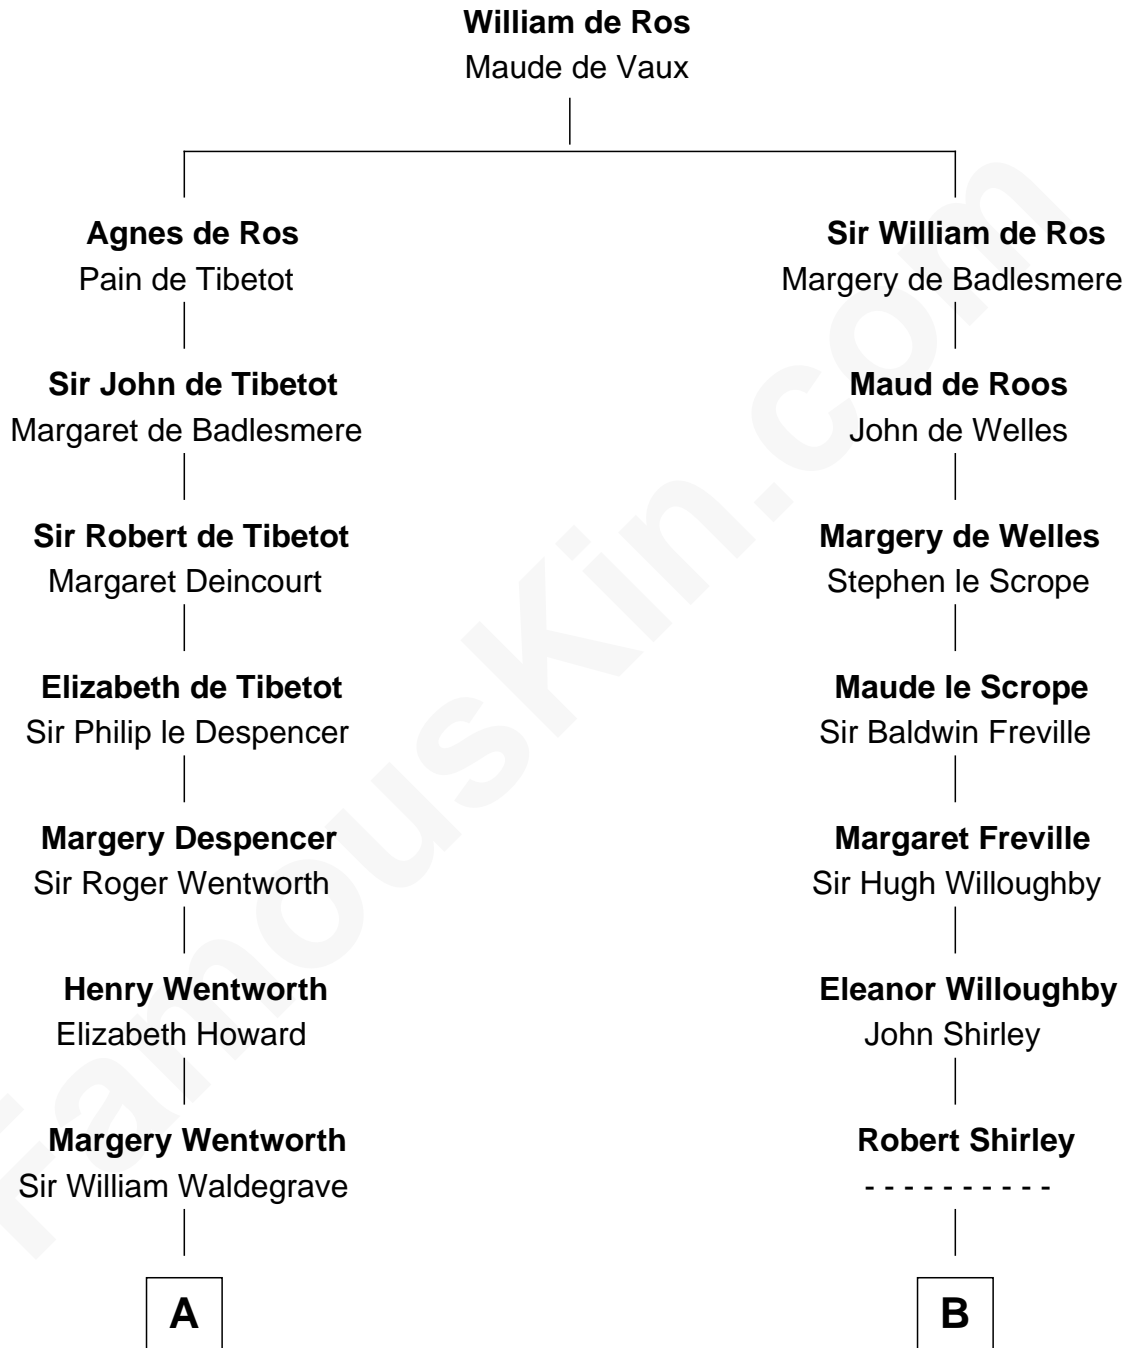 William de Ros
Maude de Vaux
Agnes de Ros
Pain de Tibetot
Sir William de Ros
Margery de Badlesmere
Sir John de Tibetot
Margaret de Badlesmere
Maud de Roos
John de Welles
Sir Robert de Tibetot
Margaret Deincourt
Margery de Welles
Stephen le Scrope
Elizabeth de Tibetot
Sir Philip le Despencer
Maude le Scrope
Sir Baldwin Freville
Margery Despencer
Sir Roger Wentworth
Margaret Freville
Sir Hugh Willoughby
Henry Wentworth
Elizabeth Howard
Eleanor Willoughby
John Shirley
Margery Wentworth
Sir William Waldegrave
Robert Shirley
- - - - - - - - - -
A
B
FamousKin.com